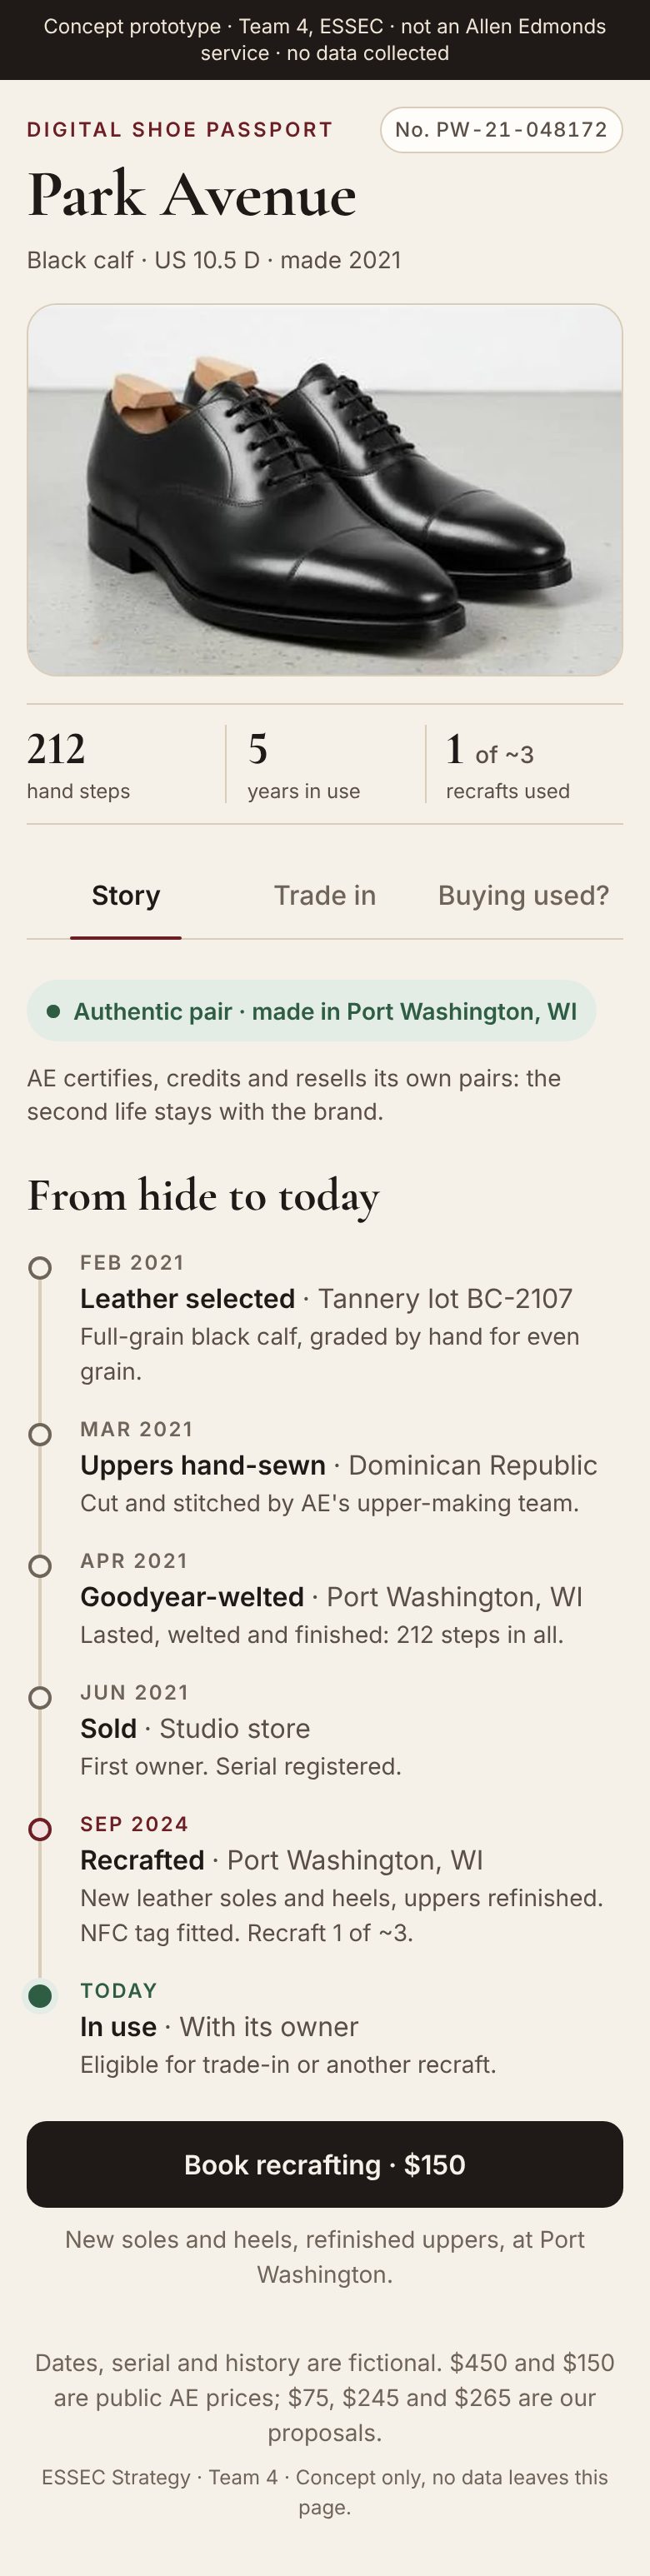 Concept prototype · Team 4, ESSEC · not an Allen Edmonds
service · no data collected
DIGITAL SHOE PASSPORT
No. PW-21-048172
Park Avenue
Black calf · US 10.5 D · made 2021
212
hand steps
5
years in use
1 of ~3
recrafts used
Story
Trade in
Buying used?
Authentic pair · made in Port Washington, WI
AE certifies, credits and resells its own pairs: the
second life stays with the brand.
From hide to today
FEB 2021
Leather selected · Tannery lot BC-2107
Full-grain black calf, graded by hand for even
grain.
MAR 2021
Uppers hand-sewn · Dominican Republic
Cut and stitched by AE's upper-making team.
APR 2021
Goodyear-welted · Port Washington, WI
Lasted, welted and finished: 212 steps in all.
JUN 2021
Sold · Studio store
First owner. Serial registered.
SEP 2024
Recrafted · Port Washington, WI
New leather soles and heels, uppers refinished.
NFC tag fitted. Recraft 1 of ~3.
TODAY
In use · With its owner
Eligible for trade-in or another recraft.
Book recrafting · $150
New soles and heels, refinished uppers, at Port
Washington.
Dates, serial and history are fictional. $450 and $150
are public AE prices; $75, $245 and $265 are our
proposals.
ESSEC Strategy · Team 4 · Concept only, no data leaves this
page.